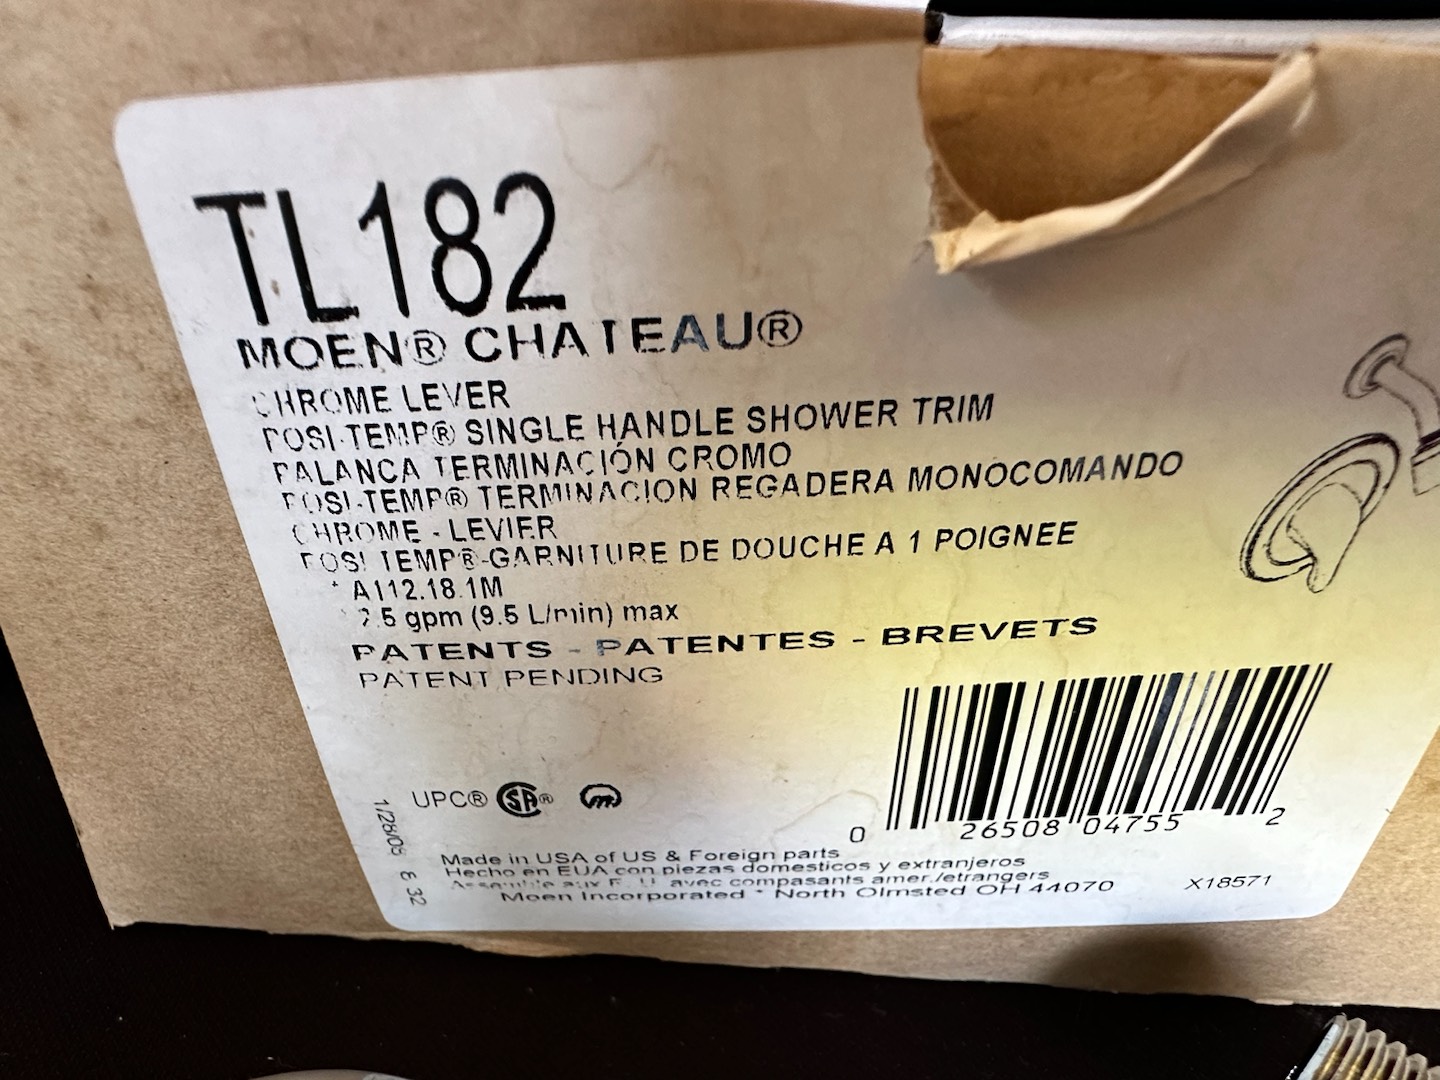 TL182
MOEN® CHATEAU®
CHROME LEVER
POSI-TEMP® SINGLE HANDLE SHOWER TRIM
PALANCA TERMINACIÓN CROMO
POSI-TEMP® TERMINACION REGADERA MONOCOMANDO
CHROME - LEVIER
POSI TEMP®-GARNITURE DE DOUCHE A 1 POIGNEE
* A112.18.1M
2.5 gpm (9.5 L/min) max
PATENTS - PATENTES - BREVETS
PATENT PENDING
UPC® SA®
0 26508 04755 2
Made in USA of US & Foreign parts
Hecho en EUA con piezas domesticos y extranjeros
avec compasants amer./etrangers
Moen Incorporated * North Olmsted OH 44070
X18571